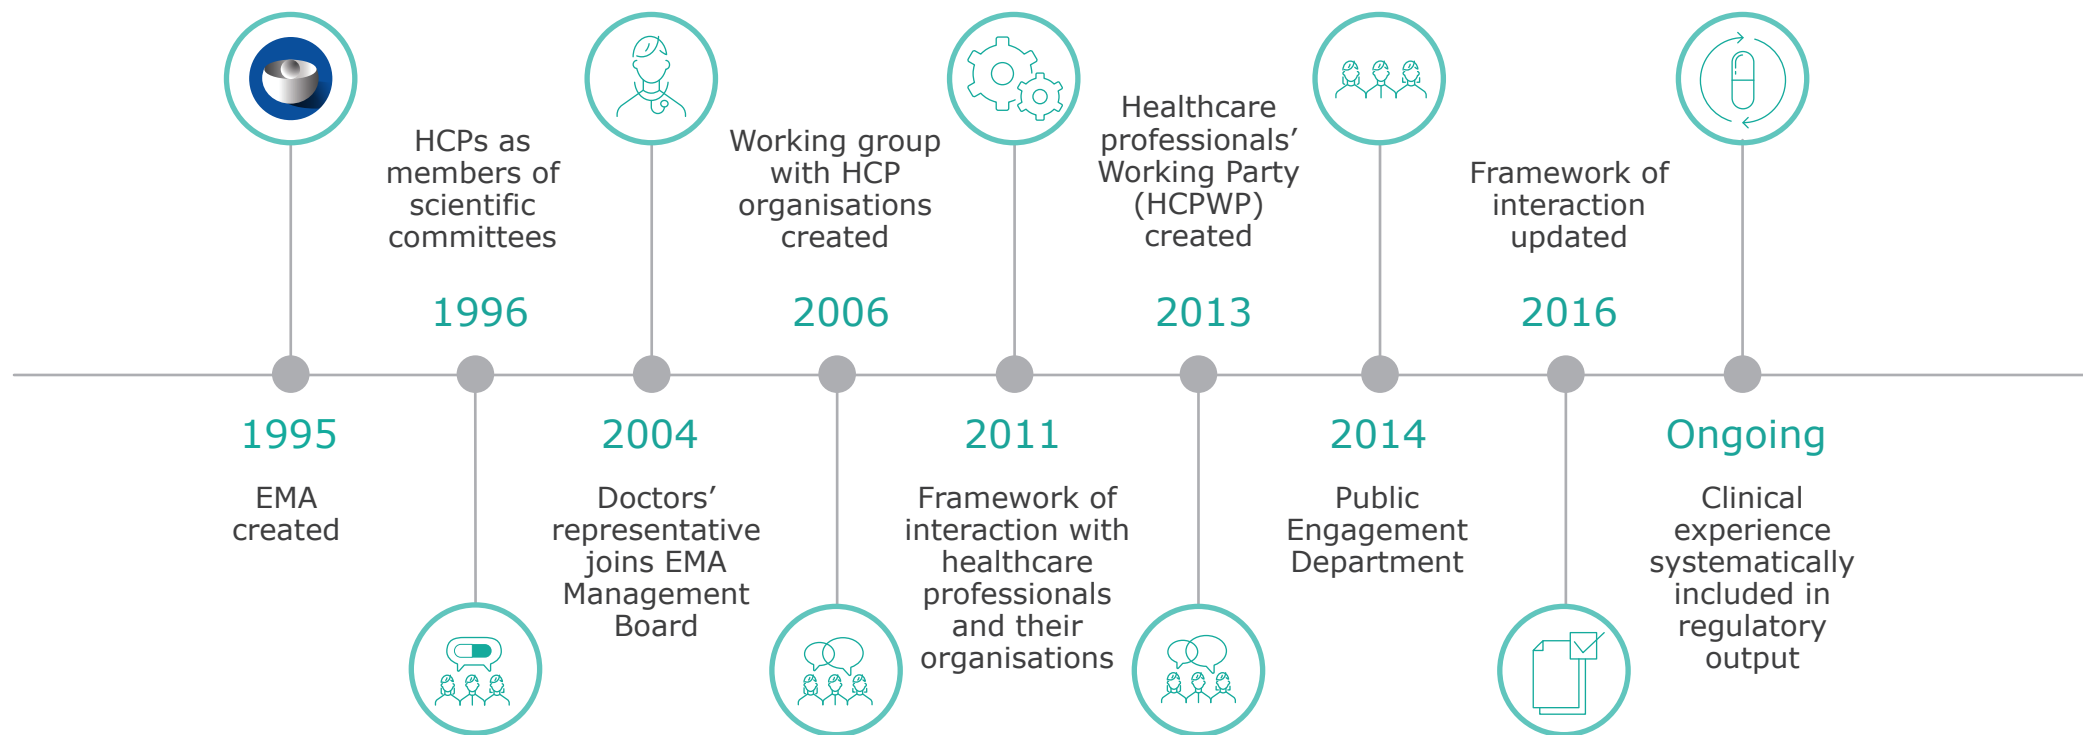 EMA
created
1995
HCPs as
members of
scientific
committees
1996
2004
Doctors’
representative
joins EMA
Management
Board
Working group
with HCP
organisations
created
2006
2011
Framework of
interaction with
healthcare
professionals
and their
organisations
Healthcare
professionals’
Working Party
(HCPWP)
created
2013
2014
Public
Engagement
Department
Framework of
interaction
updated
2016
Ongoing
Clinical
experience
systematically
included in
regulatory
output